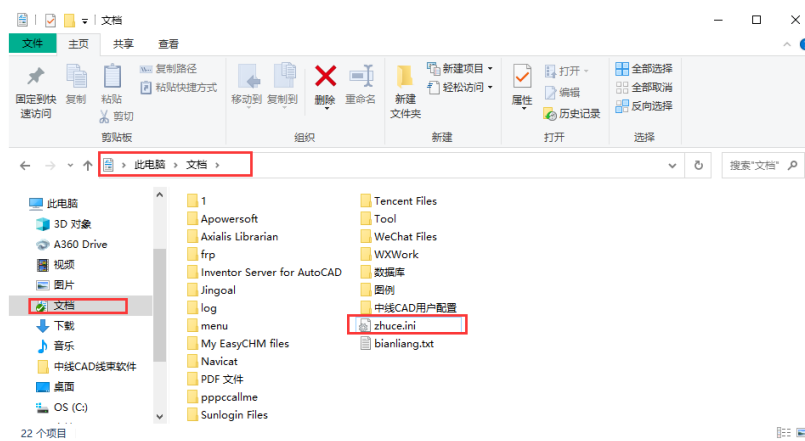 文档
文件 主页 共享 查看
固定到快速访问
复制
粘贴
复制路径
粘贴快捷方式
剪切
移动到
复制到
删除
重命名
新建文件夹
新建项目
轻松访问
属性
打开
编辑
历史记录
全部选择
全部取消
反向选择
剪贴板 组织 新建 打开 选择
此电脑 › 文档 ›
搜索"文档"
此电脑
3D 对象
A360 Drive
视频
图片
文档
下载
音乐
中线CAD线束软件
桌面
OS (C:)
1
Apowersoft
Axialis Librarian
frp
Inventor Server for AutoCAD
Jingoal
log
menu
My EasyCHM files
Navicat
PDF 文件
pppccallme
Sunlogin Files
Tencent Files
Tool
WeChat Files
WXWork
数据库
图例
中线CAD用户配置
zhuce.ini
bianliang.txt
22 个项目